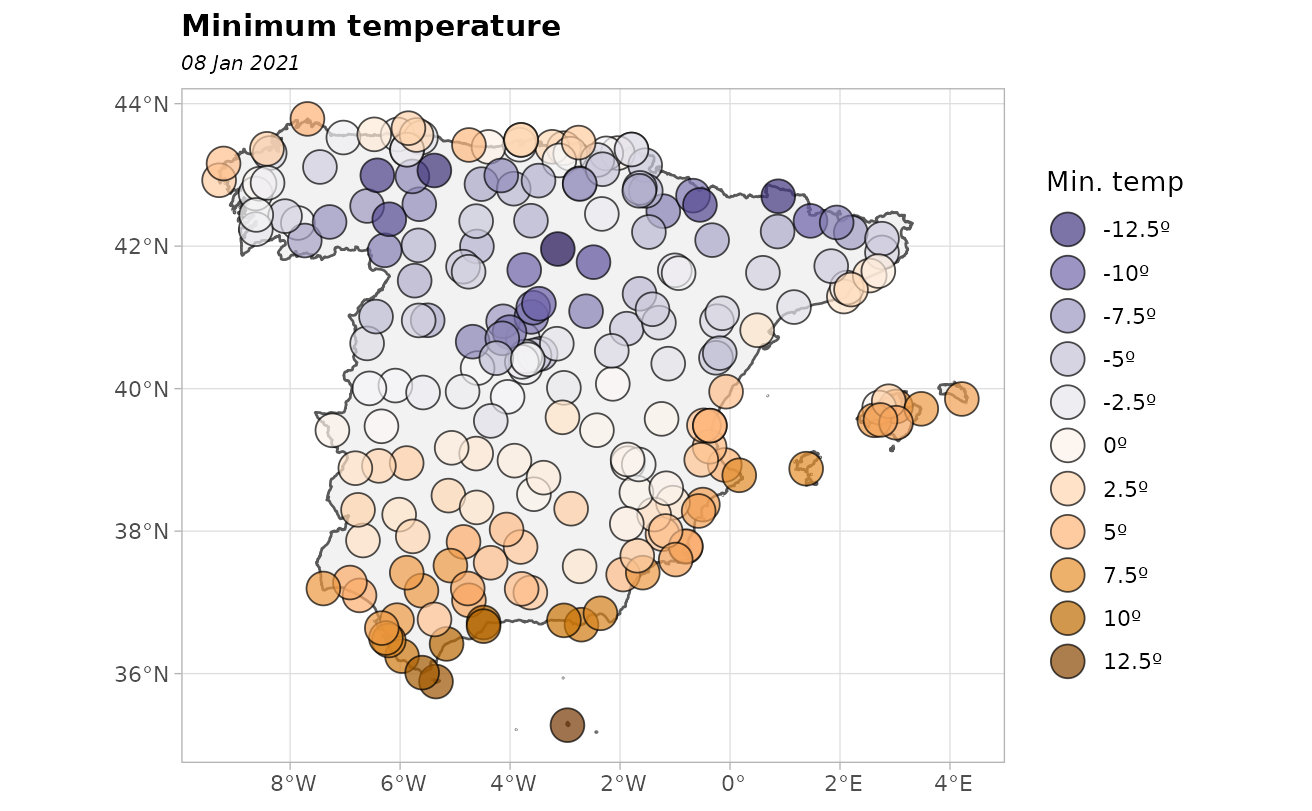 Minimum temperature
08 Jan 2021
44°N
42°N
40°N
38°N
36°N
8°W
6°W
4°W
2°W
0°
2°E
4°E
Min. temp
-12.5º
-10º
-7.5º
-5º
-2.5º
0º
2.5º
5º
7.5º
10º
12.5º